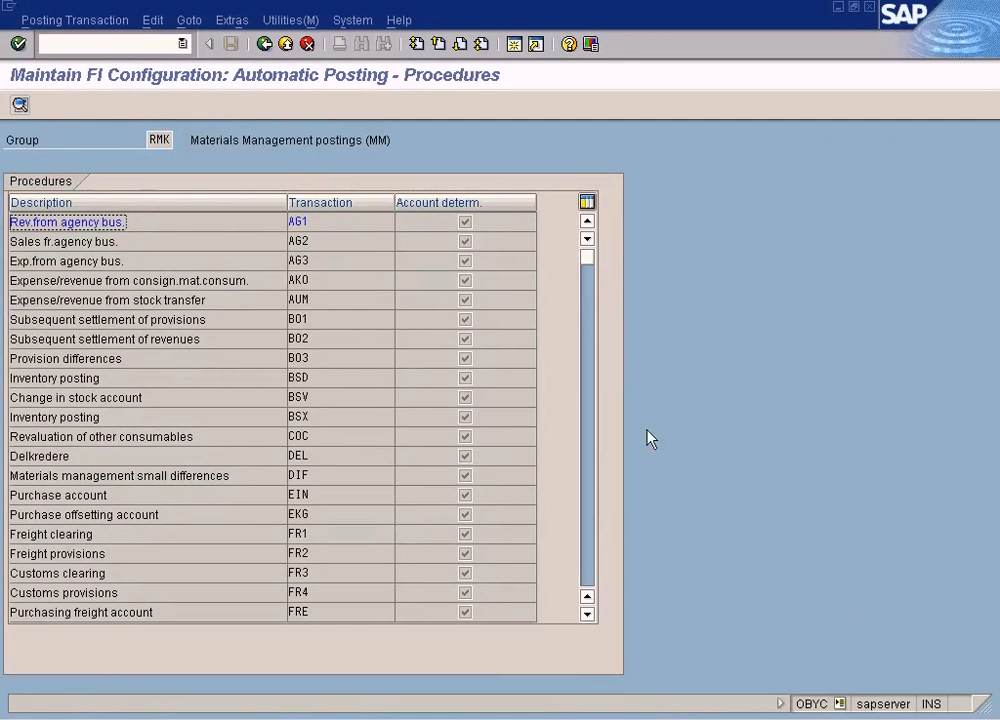 Posting Transaction Edit Goto Extras Utilities(M) System Help
SAP
Maintain FI Configuration: Automatic Posting - Procedures
Group RMK Materials Management postings (MM)
Procedures
Description Transaction Account determ.
Rev.from agency bus. AG1
Sales fr.agency bus. AG2
Exp.from agency bus. AG3
Expense/revenue from consign.mat.consum. AKO
Expense/revenue from stock transfer AUM
Subsequent settlement of provisions BO1
Subsequent settlement of revenues BO2
Provision differences BO3
Inventory posting BSD
Change in stock account BSV
Inventory posting BSX
Revaluation of other consumables COC
Delkredere DEL
Materials management small differences DIF
Purchase account EIN
Purchase offsetting account EKG
Freight clearing FR1
Freight provisions FR2
Customs clearing FR3
Customs provisions FR4
Purchasing freight account FRE
OBYC sapserver INS